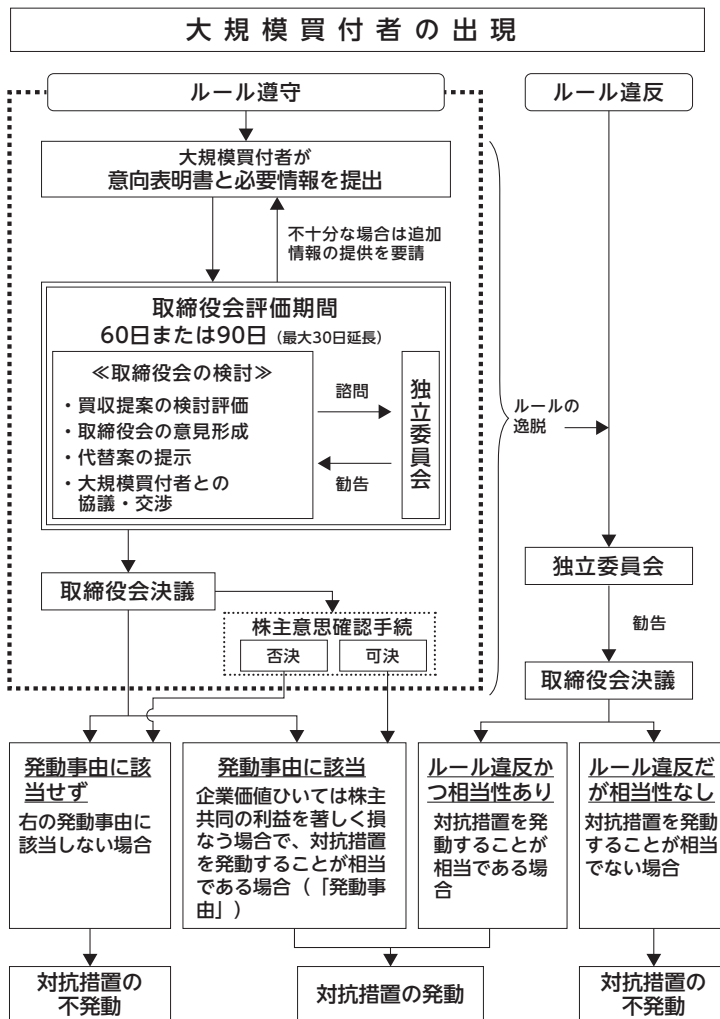 大規模買付者の出現
ルール遵守
ルール違反
大規模買付者が
意向表明書と必要情報を提出
不十分な場合は追加
情報の提供を要請
取締役会評価期間
60日または90日（最大30日延長）
≪取締役会の検討≫
・買収提案の検討評価
・取締役会の意見形成
・代替案の提示
・大規模買付者との
協議・交渉
諮問
勧告
独立委員会
ルールの
逸脱
独立委員会
勧告
取締役会決議
株主意思確認手続
否決
可決
取締役会決議
発動事由に該
当せず
右の発動事由に
該当しない場合
発動事由に該当
企業価値ひいては株主
共同の利益を著しく損
なう場合で、対抗措置
を発動することが相当
である場合（「発動事
由」）
ルール違反か
つ相当性あり
対抗措置を発
動することが
相当である場
合
ルール違反だ
が相当性なし
対抗措置を発動
することが相当
でない場合
対抗措置の
不発動
対抗措置の発動
対抗措置の
不発動